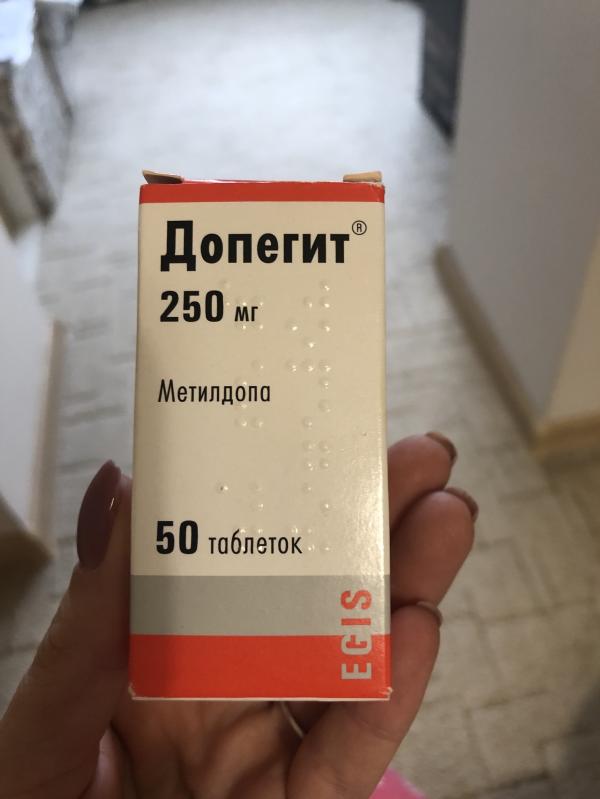 Допегит®
250 мг
Метилдопа
50 таблеток
EGIS